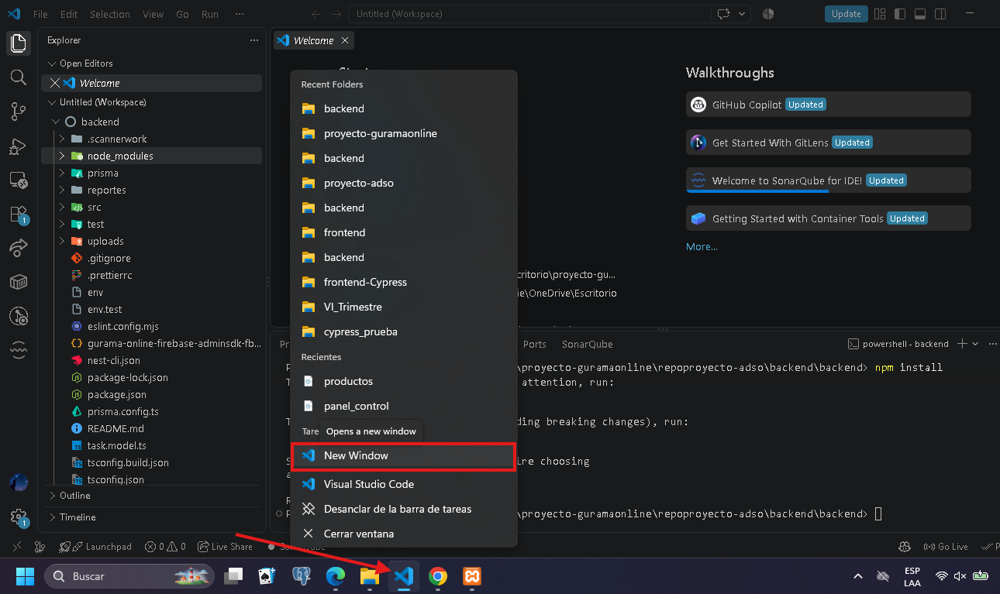 File Edit Selection View Go Run ··· Untitled (Workspace) Update
Explorer ···
Open Editors
Welcome
Untitled (Workspace)
backend
.scannerwork
node_modules
prisma
reportes
src
test
uploads
.gitignore
.prettierrc
env
env.test
eslint.config.mjs
gurama-online-firebase-adminsdk-fb...
nest-cli.json
package-lock.json
package.json
prisma.config.ts
README.md
task.model.ts
tsconfig.build.json
tsconfig.json
Outline
Timeline
1
1
Welcome
Recent Folders
backend
proyecto-guramaonline
backend
proyecto-adso
backend
frontend
backend
frontend-Cypress
VI_Trimestre
cypress_prueba
Recientes
productos
panel_control
Tare
Opens a new window
New Window
Visual Studio Code
Desanclar de la barra de tareas
Cerrar ventana
Walkthroughs
GitHub Copilot Updated
Get Started With GitLens Updated
Welcome to SonarQube for IDE! Updated
Getting Started with Container Tools Updated
More...
critorio\proyecto-gu...
ie\OneDrive\Escritorio
Ports SonarQube powershell - backend ···
\proyecto-guramaonline\repoproyecto-adso\backend\backend> npm install
attention, run:
ding breaking changes), run:
ire choosing
\proyecto-guramaonline\repoproyecto-adso\backend\backend>
Launchpad 0 0 Live Share SonarQube Go Live
Buscar
ESP
LAA